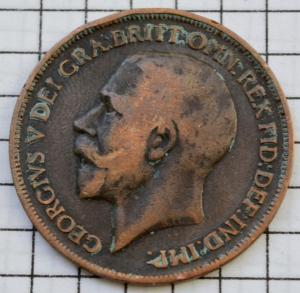 GEORGIVS V DEI GRA: BRITT: OMN: REX FID: DEF: IND: IMP: